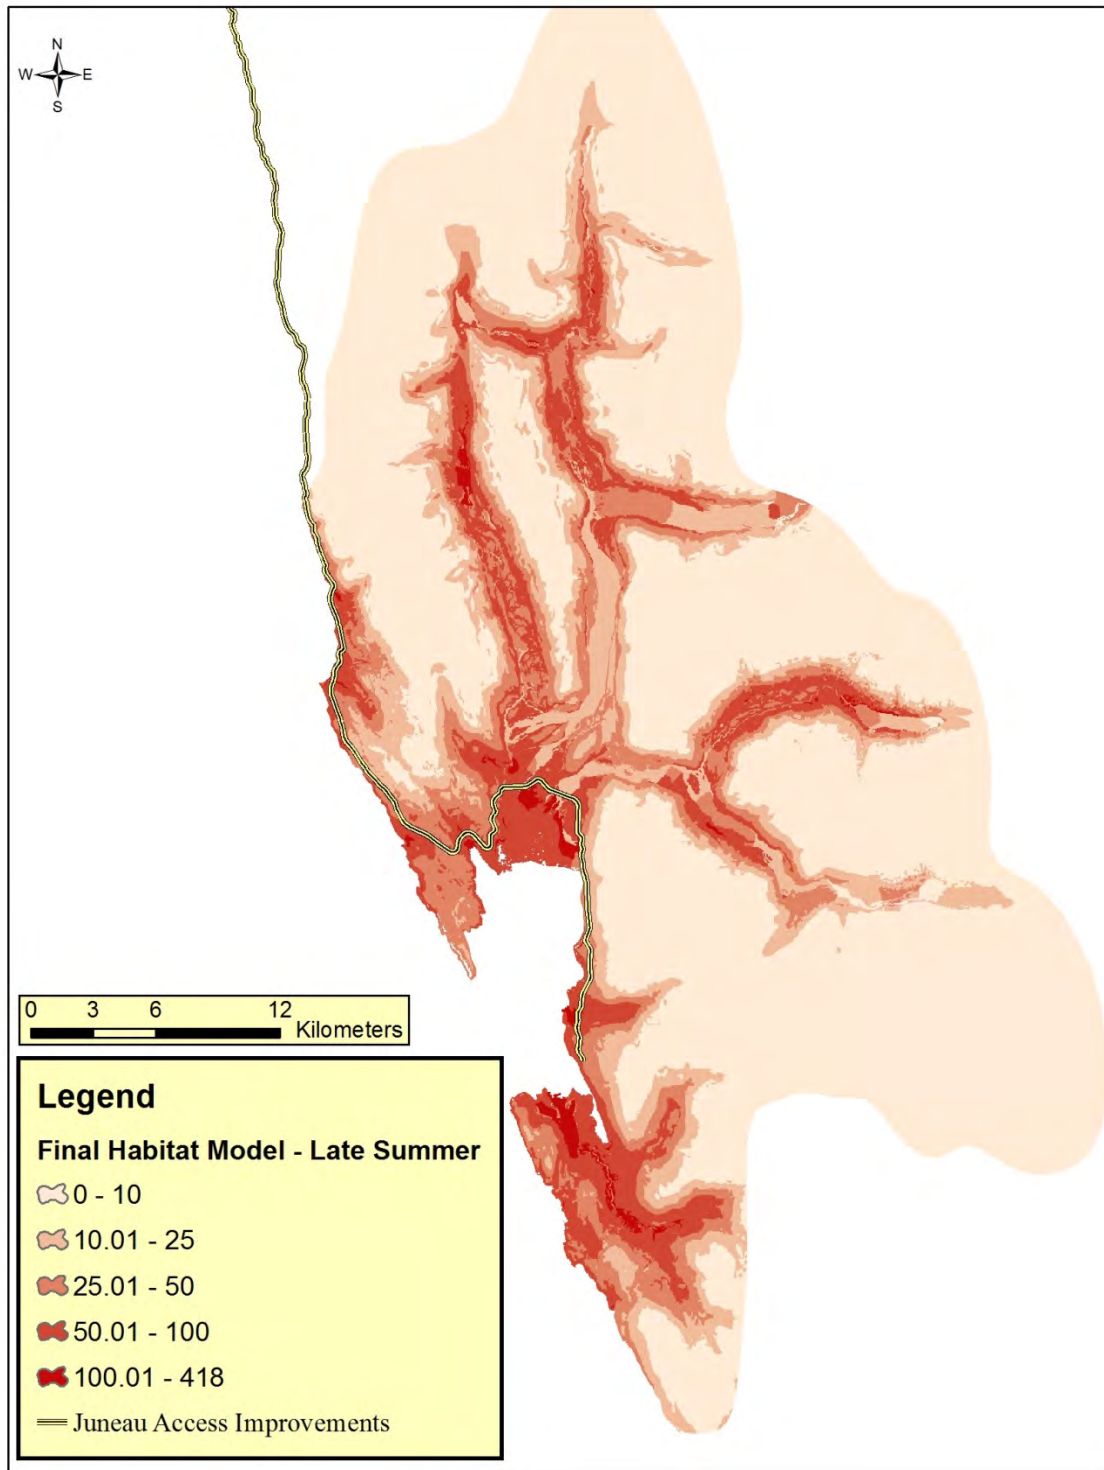 N
W E
S
0 3 6 12
Kilometers
Legend
Final Habitat Model - Late Summer
0 - 10
10.01 - 25
25.01 - 50
50.01 - 100
100.01 - 418
Juneau Access Improvements